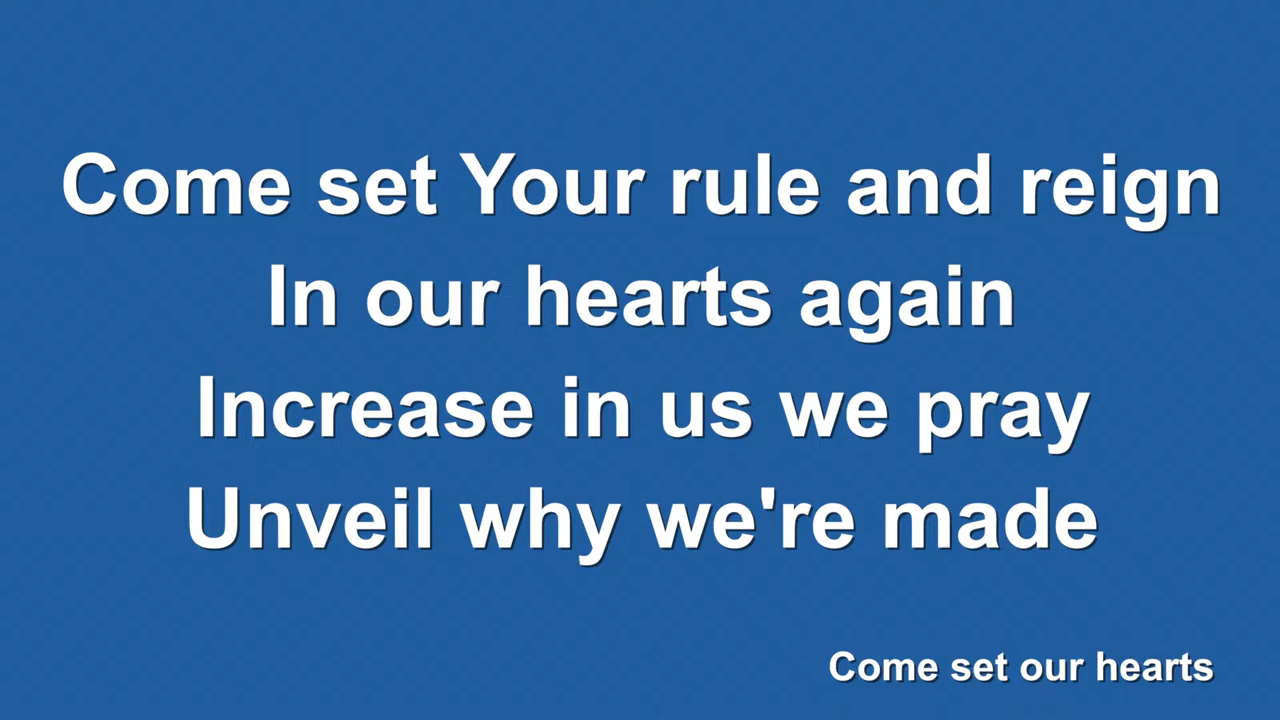 Come set Your rule and reign
In our hearts again
Increase in us we pray
Unveil why we're made
Come set our hearts